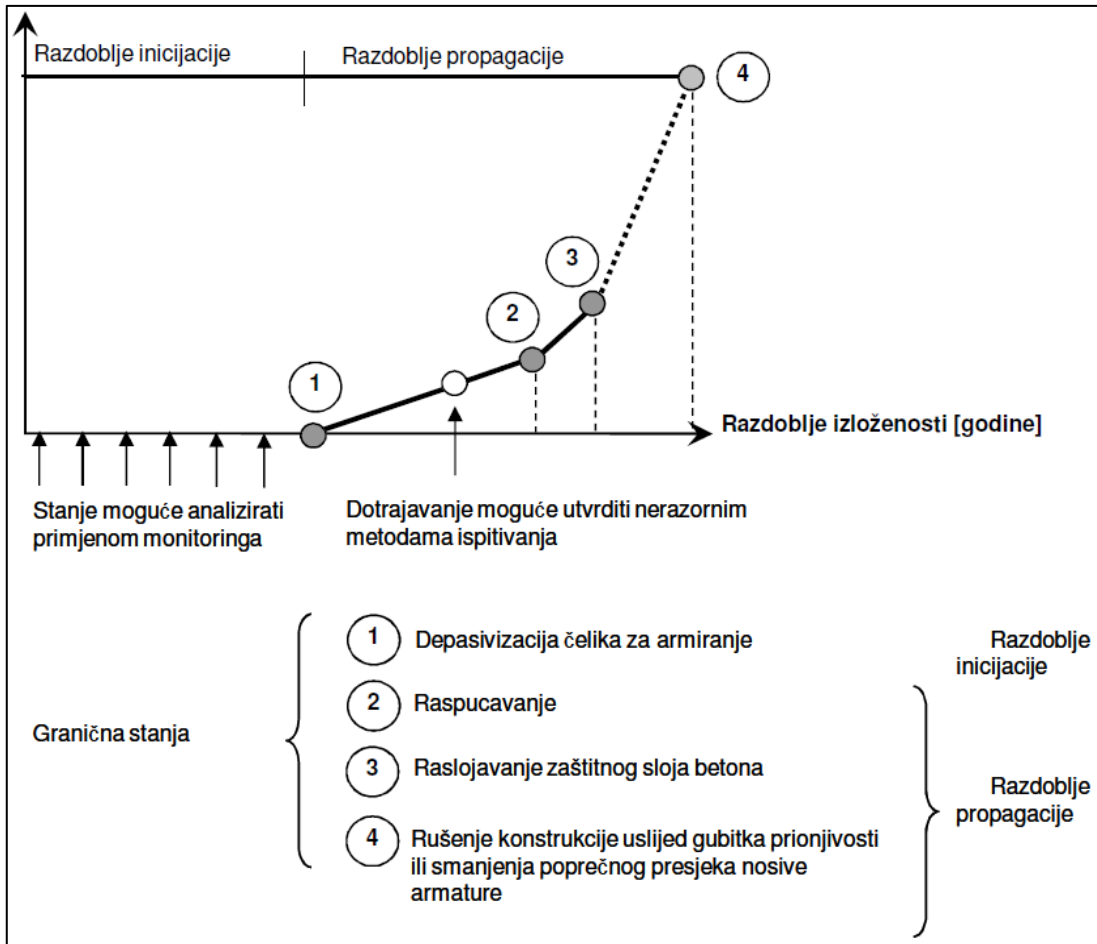 Razdoblje inicijacije
Razdoblje propagacije
4
3
2
1
Razdoblje izloženosti [godine]
Stanje moguće analizirati
primjenom monitoringa
Dotrajavanje moguće utvrditi nerazornim
metodama ispitivanja
Granična stanja
1 Depasivizacija čelika za armiranje
2 Raspucavanje
3 Raslojavanje zaštitnog sloja betona
4 Rušenje konstrukcije uslijed gubitka prionjivosti
ili smanjenja poprečnog presjeka nosive
armature
Razdoblje
inicijacije
Razdoblje
propagacije